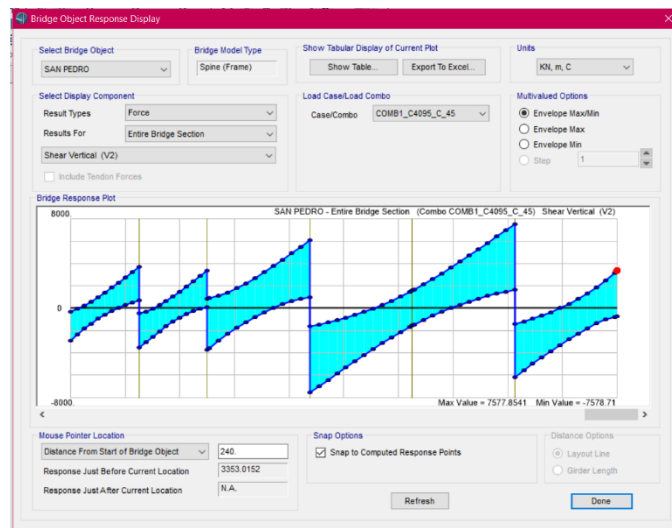 Bridge Object Response Display
Select Bridge Object
SAN PEDRO
Bridge Model Type
Spine (Frame)
Show Tabular Display of Current Plot
Show Table...
Export To Excel...
Units
KN, m, C
Select Display Component
Result Types
Force
Results For
Entire Bridge Section
Shear Vertical (V2)
Include Tendon Forces
Load Case/Load Combo
Case/Combo
COMB1_C4095_C_45
Multivalued Options
Envelope Max/Min
Envelope Max
Envelope Min
Step
1
Bridge Response Plot
SAN PEDRO - Entire Bridge Section (Combo COMB1_C4095_C_45) Shear Vertical (V2)
8000.
0
-8000.
Max Value = 7577.8541 Min Value = -7578.71
Mouse Pointer Location
Distance From Start of Bridge Object
240.
Response Just Before Current Location
3353.0152
Response Just After Current Location
N.A.
Snap Options
Snap to Computed Response Points
Distance Options
Layout Line
Girder Length
Refresh
Done